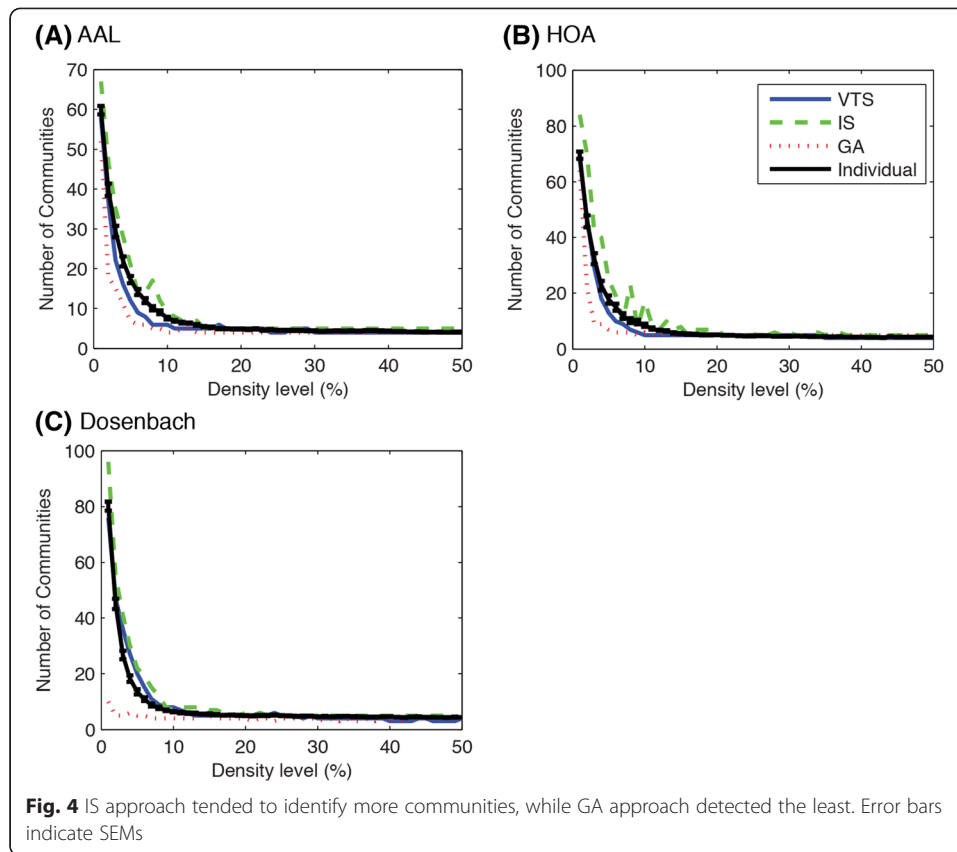 (A) AAL
70
60
50
40
30
20
10
0
Number of Communities
0 10 20 30 40 50
Density level (%)
(B) HOA
100
80
60
40
20
0
Number of Communities
0 10 20 30 40 50
Density level (%)
VTS
IS
GA
Individual
(C) Dosenbach
100
80
60
40
20
0
Number of Communities
0 10 20 30 40 50
Density level (%)
Fig. 4 IS approach tended to identify more communities, while GA approach detected the least. Error bars
indicate SEMs